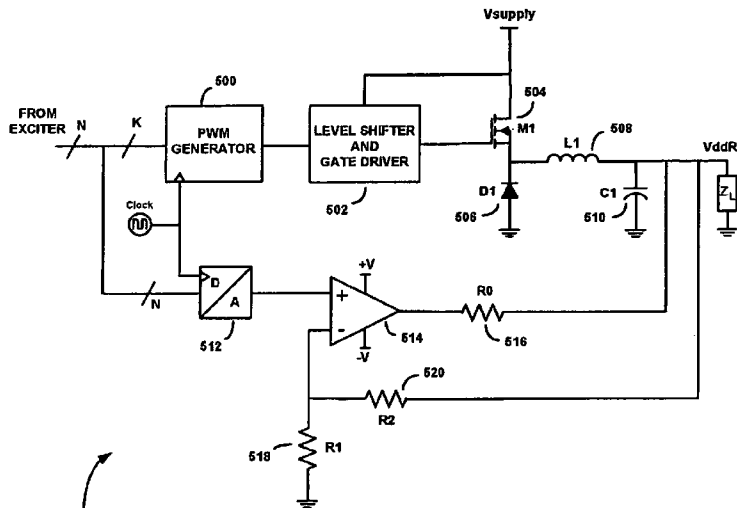 Vsupply
500
504
FROM
EXCITER
N
K
PWM
GENERATOR
LEVEL SHIFTER
AND
GATE DRIVER
M1
L1
508
VddR
502
D1
506
C1
510
ZL
Clock
+V
D
A
N
+
-
514
R0
516
512
-V
520
R2
518
R1